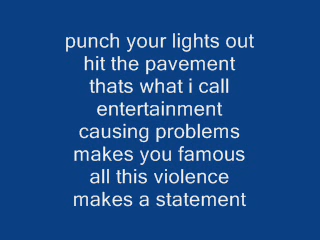 punch your lights out
hit the pavement
thats what i call
entertainment
causing problems
makes you famous
all this violence
makes a statement